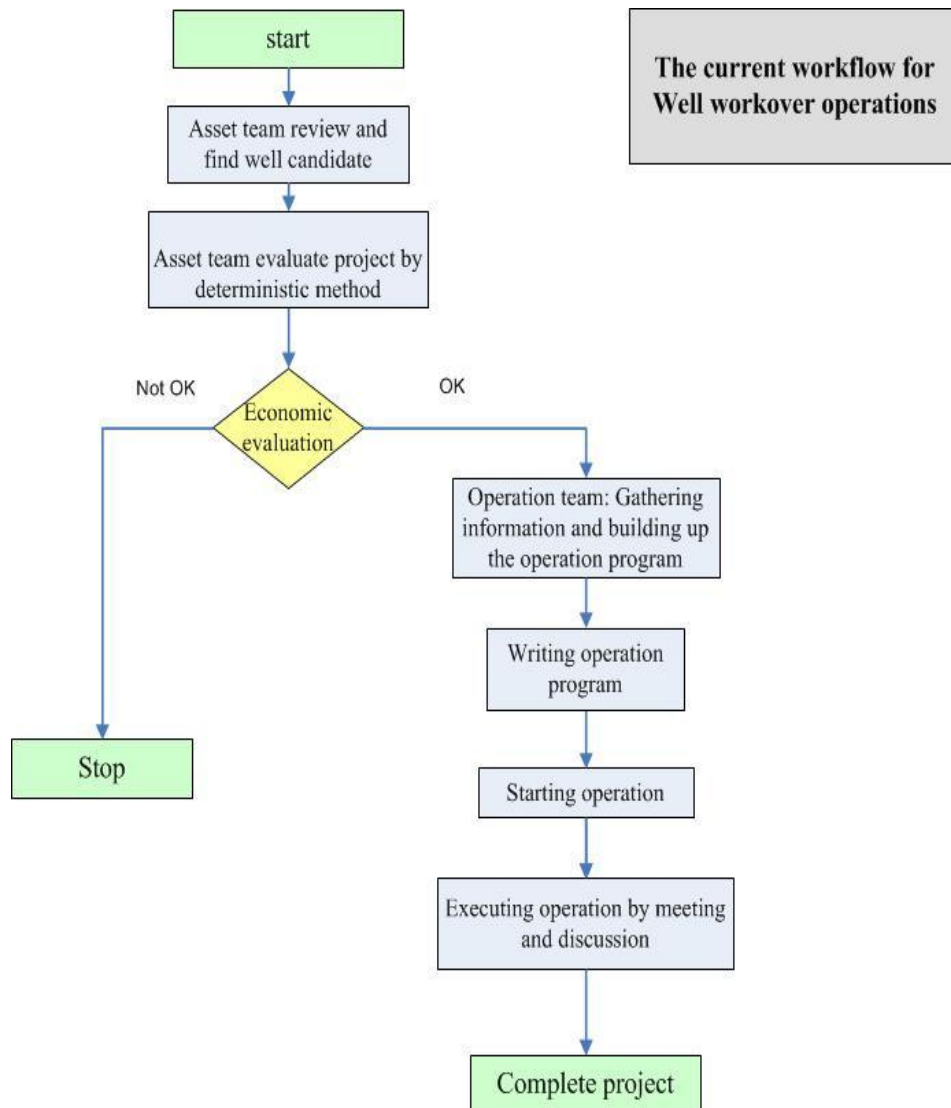 start
The current workflow for
Well workover operations
Asset team review and
find well candidate
Asset team evaluate project by
deterministic method
Not OK
OK
Economic
evaluation
Operation team: Gathering
information and building up
the operation program
Writing operation
program
Stop
Starting operation
Executing operation by meeting
and discussion
Complete project